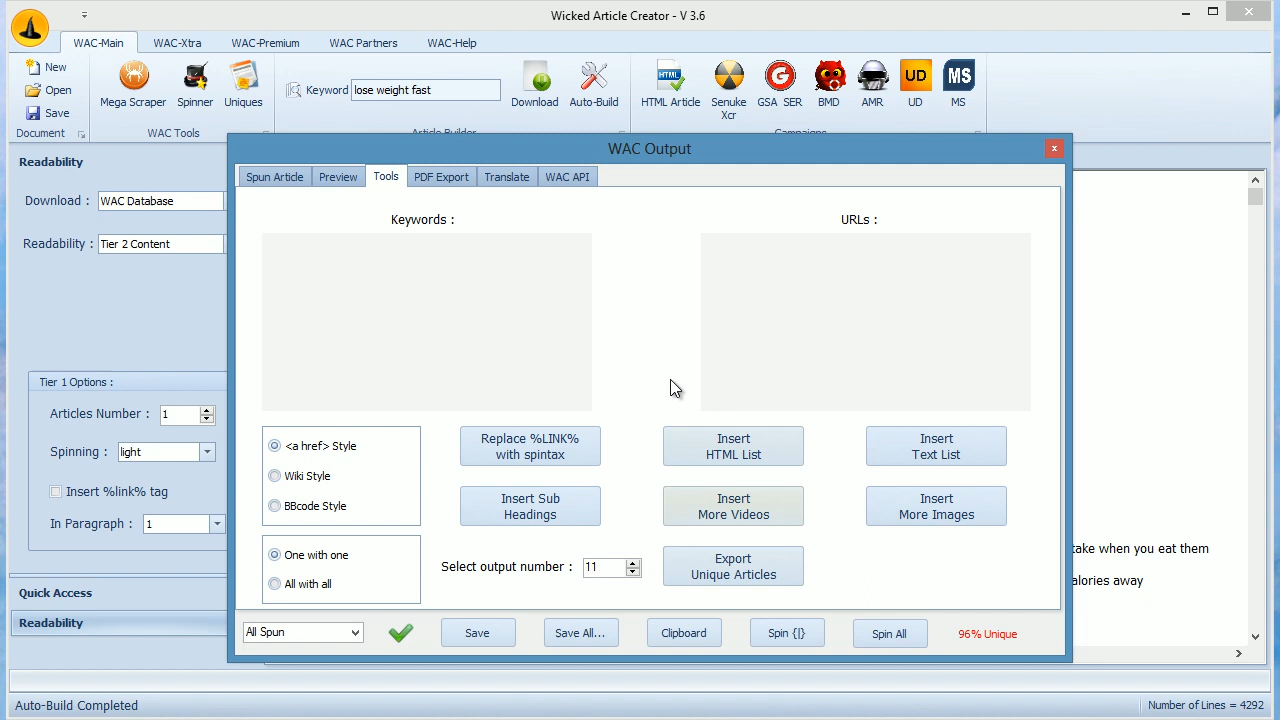 Wicked Article Creator - V 3.6
WAC-Main
WAC-Xtra
WAC-Premium
WAC Partners
WAC-Help
New
Open
Save
Document
Mega Scraper
Spinner
Uniques
WAC Tools
Keyword
lose weight fast
Download
Auto-Build
Article Builder
HTML
HTML Article
Senuke
Xcr
G
GSA SER
BMD
AMR
UD
UD
MS
MS
Campaigns
Readability
Download :
WAC Database
Readability :
Tier 2 Content
Tier 1 Options :
Articles Number :
1
Spinning :
light
Insert %link% tag
In Paragraph :
1
Quick Access
Readability
WAC Output
x
Spun Article
Preview
Tools
PDF Export
Translate
WAC API
Keywords :
URLs :
<a href> Style
Wiki Style
BBcode Style
One with one
All with all
Replace %LINK%
with spintax
Insert
HTML List
Insert
Text List
Insert Sub
Headings
Insert
More Videos
Insert
More Images
Select output number :
11
Export
Unique Articles
All Spun
Save
Save All...
Clipboard
Spin {|}
Spin All
96% Unique
take when you eat them
calories away
Auto-Build Completed
Number of Lines = 4292